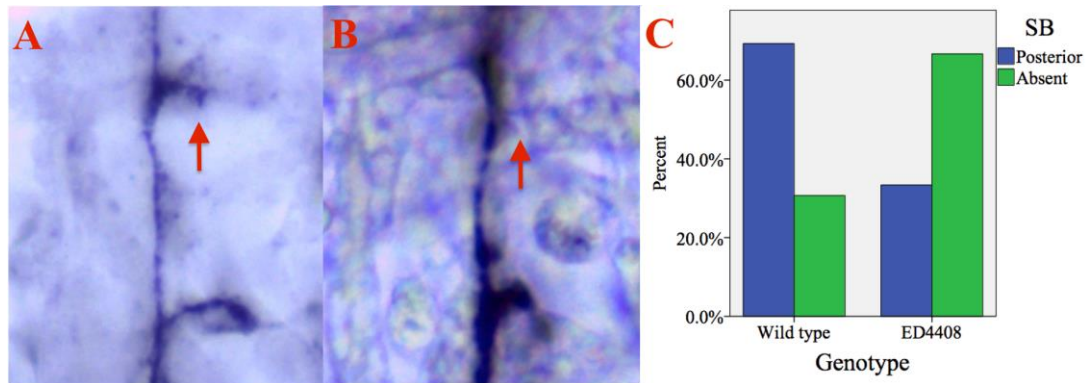 A
B
C
SB
Posterior
Absent
60.0%
40.0%
20.0%
0.0%
Percent
Wild type
ED4408
Genotype